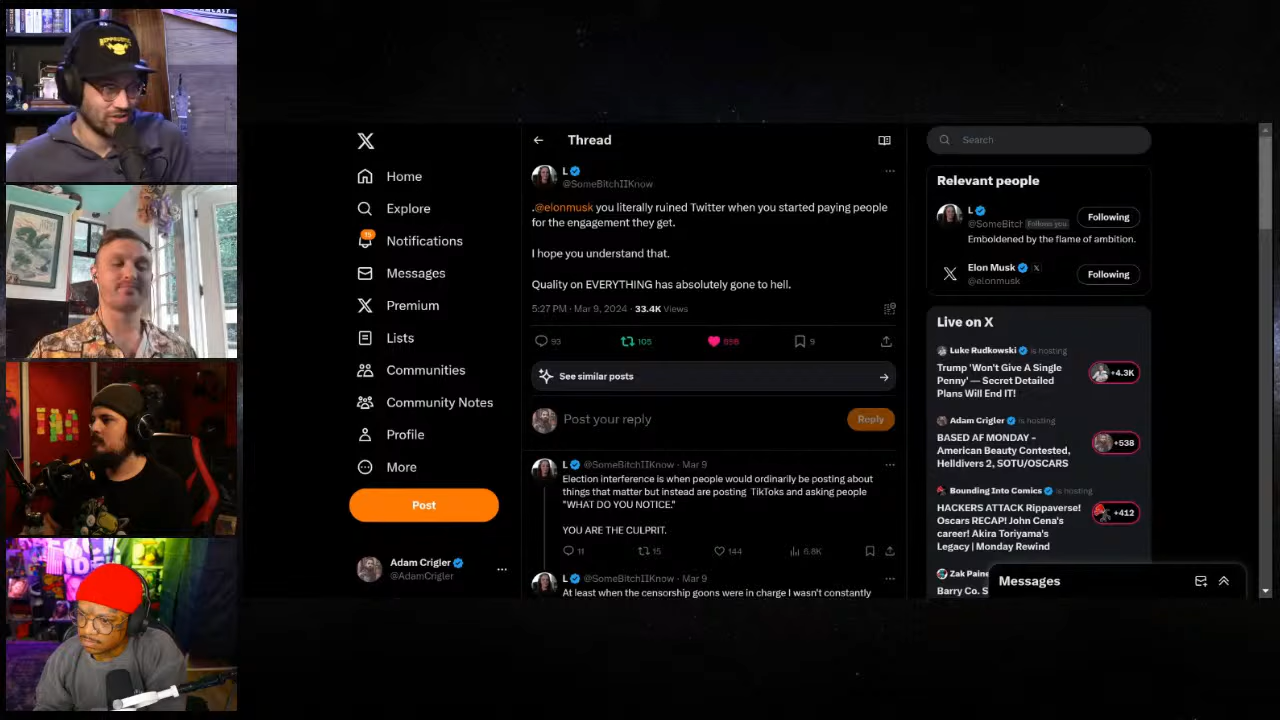 Home
Explore
15
Notifications
Messages
Premium
Lists
Communities
Community Notes
Profile
More
Post
Adam Crigler
@AdamCrigler
Thread
L
@SomeBitchIIKnow
.@elonmusk you literally ruined Twitter when you started paying people
for the engagement they get.
I hope you understand that.
Quality on EVERYTHING has absolutely gone to hell.
5:27 PM · Mar 9, 2024 · 33.4K Views
93
105
898
9
See similar posts
Post your reply
Reply
L @SomeBitchIIKnow · Mar 9
Election interference is when people would ordinarily be posting about
things that matter but instead are posting TikToks and asking people
"WHAT DO YOU NOTICE."
YOU ARE THE CULPRIT.
11
15
144
6.8K
L @SomeBitchIIKnow · Mar 9
At least when the censorship goons were in charge I wasn't constantly
Search
Relevant people
L
@SomeBitch Follows you
Following
Emboldened by the flame of ambition.
Elon Musk X
@elonmusk
Following
Live on X
Luke Rudkowski is hosting
Trump 'Won't Give A Single
Penny' — Secret Detailed
Plans Will END IT!
+4.3K
Adam Crigler is hosting
BASED AF MONDAY -
American Beauty Contested,
Helldivers 2, SOTU/OSCARS
+538
Bounding Into Comics is hosting
HACKERS ATTACK Rippaverse!
Oscars RECAP! John Cena's
career! Akira Toriyama's
Legacy | Monday Rewind
+412
Zak Paine
Barry Co. S
Messages